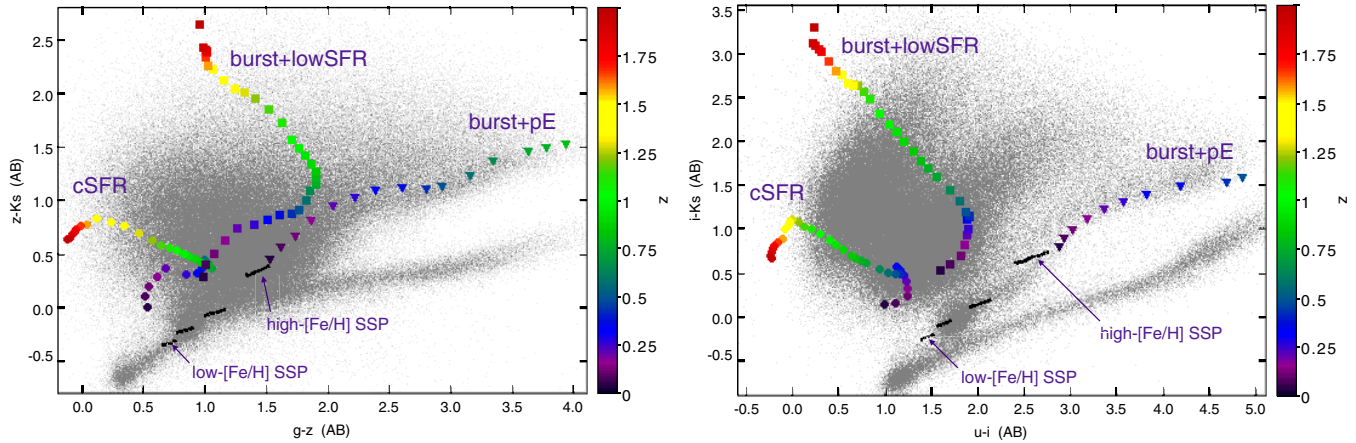 burst+lowSFR
burst+pE
cSFR
high-[Fe/H] SSP
low-[Fe/H] SSP
2.5
2.0
1.5
1.0
0.5
0.0
-0.5
z-Ks (AB)
0.0 0.5 1.0 1.5 2.0 2.5 3.0 3.5 4.0
g-z (AB)
1.75
1.5
1.25
1
0.75
0.5
0.25
0
z
burst+lowSFR
burst+pE
cSFR
high-[Fe/H] SSP
low-[Fe/H] SSP
3.5
3.0
2.5
2.0
1.5
1.0
0.5
0.0
-0.5
i-Ks (AB)
-0.5 0.0 0.5 1.0 1.5 2.0 2.5 3.0 3.5 4.0 4.5 5.0
u-i (AB)
1.75
1.5
1.25
1
0.75
0.5
0.25
0
z